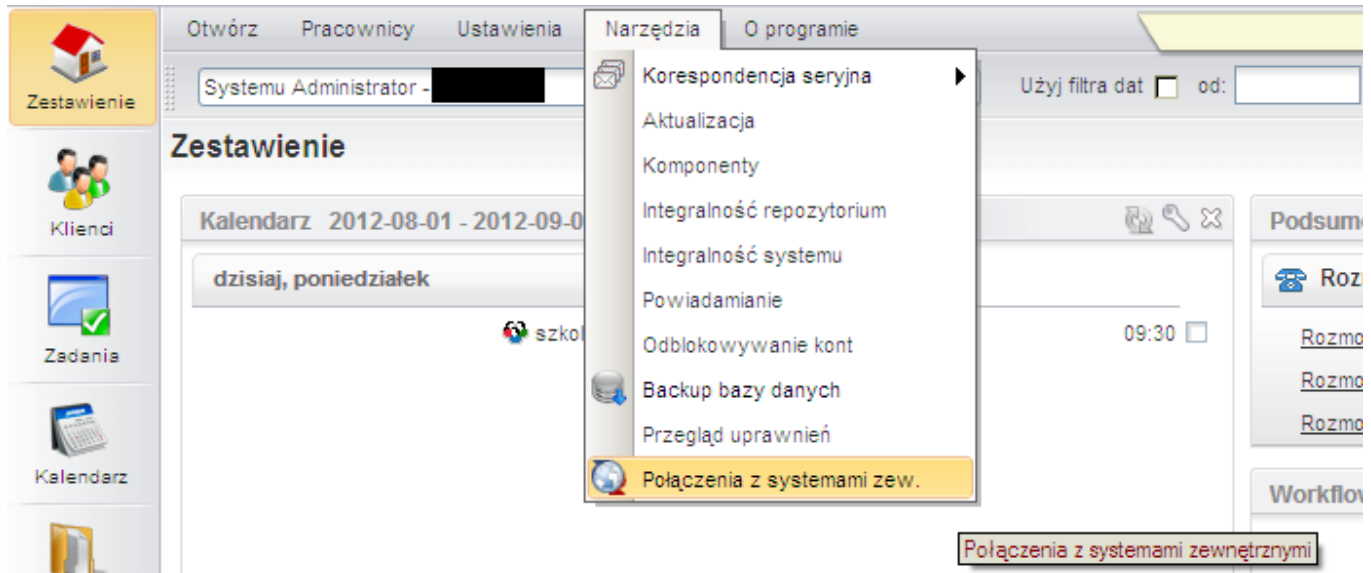 Otwórz Pracownicy Ustawienia Narzędzia O programie
Systemu Administrator -
Użyj filtra dat od:
Zestawienie
Zestawienie
Klienci
Zadania
Kalendarz
Korespondencja seryjna
Aktualizacja
Komponenty
Integralność repozytorium
Integralność systemu
Powiadamianie
Odblokowywanie kont
Backup bazy danych
Przegląd uprawnień
Połączenia z systemami zew.
Połączenia z systemami zewnętrznymi
Kalendarz 2012-08-01 - 2012-09-0
dzisiaj, poniedziałek
szkol
09:30
Podsum
Roz
Rozmo
Rozmo
Rozmo
Workflow